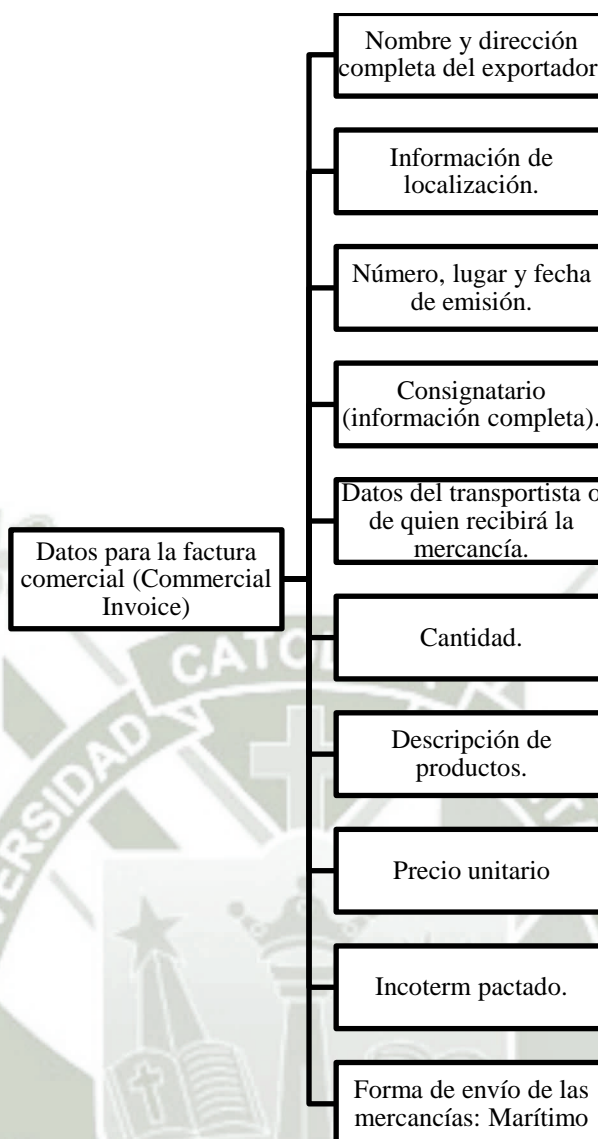 Nombre y dirección
completa del exportador
Información de
localización.
Número, lugar y fecha
de emisión.
Consignatario
(información completa).
Datos del transportista o
de quien recibirá la
mercancía.
Datos para la factura
comercial (Commercial
Invoice)
Cantidad.
Descripción de
productos.
Precio unitario
Incoterm pactado.
Forma de envío de las
mercancías: Marítimo